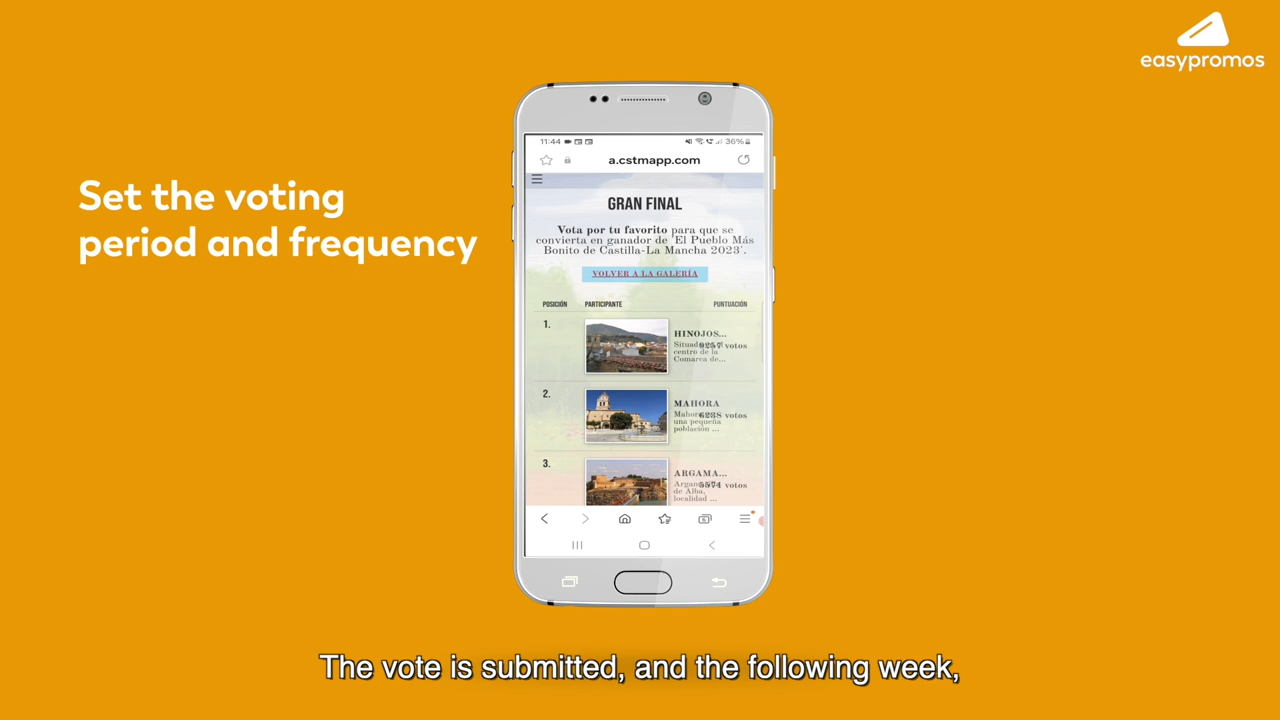 easypromos
Set the voting
period and frequency
11:44
36%
a.cstmapp.com
GRAN FINAL
Vota por tu favorito para que se
convierta en ganador de 'El Pueblo Más
Bonito de Castilla-La Mancha 2023'.
VOLVER A LA GALERÍA
POSICIÓN PARTICIPANTE PUNTUACIÓN
1.
HINOJOS...
votos
centro de la
Comarca de...
2.
MAHORA
votos
una pequeña
población ...
3.
ARGAMA...
5574 votos
de Alba,
localidad ...
The vote is submitted, and the following week,